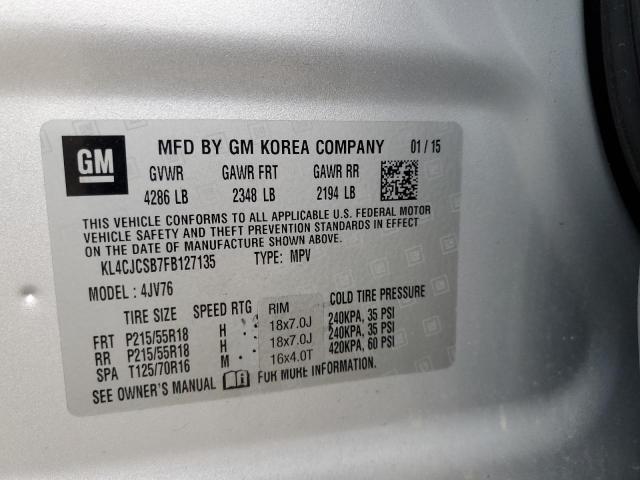 GM MFD BY GM KOREA COMPANY 01 / 15
GVWR GAWR FRT GAWR RR
4286 LB 2348 LB 2194 LB
THIS VEHICLE CONFORMS TO ALL APPLICABLE U.S. FEDERAL MOTOR
VEHICLE SAFETY, BUMPER, AND THEFT PREVENTION STANDARDS IN EFFECT
ON THE DATE OF MANUFACTURE SHOWN ABOVE.
KL4CJCSB7FB127135 TYPE: MPV
MODEL : 4JV76
TIRE SIZE SPEED RTG RIM COLD TIRE PRESSURE
FRT P215/55R18 H 18x7.0J 240KPA, 35 PSI
RR P215/55R18 H 18x7.0J 240KPA, 35 PSI
SPA T125/70R16 M 16x4.0T 420KPA, 60 PSI
SEE OWNER'S MANUAL FOR MORE INFORMATION.